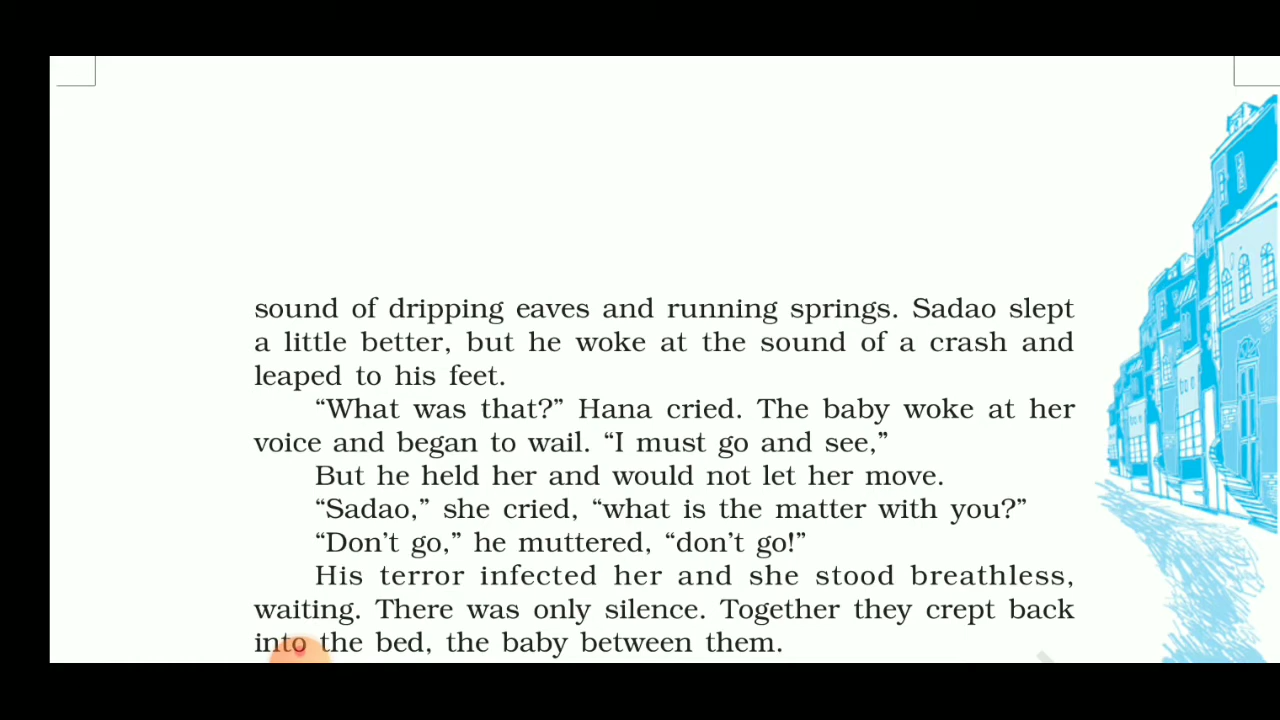 sound of dripping eaves and running springs. Sadao slept
a little better, but he woke at the sound of a crash and
leaped to his feet.
“What was that?” Hana cried. The baby woke at her
voice and began to wail. “I must go and see,”
But he held her and would not let her move.
“Sadao,” she cried, “what is the matter with you?”
“Don’t go,” he muttered, “don’t go!”
His terror infected her and she stood breathless,
waiting. There was only silence. Together they crept back
into the bed, the baby between them.